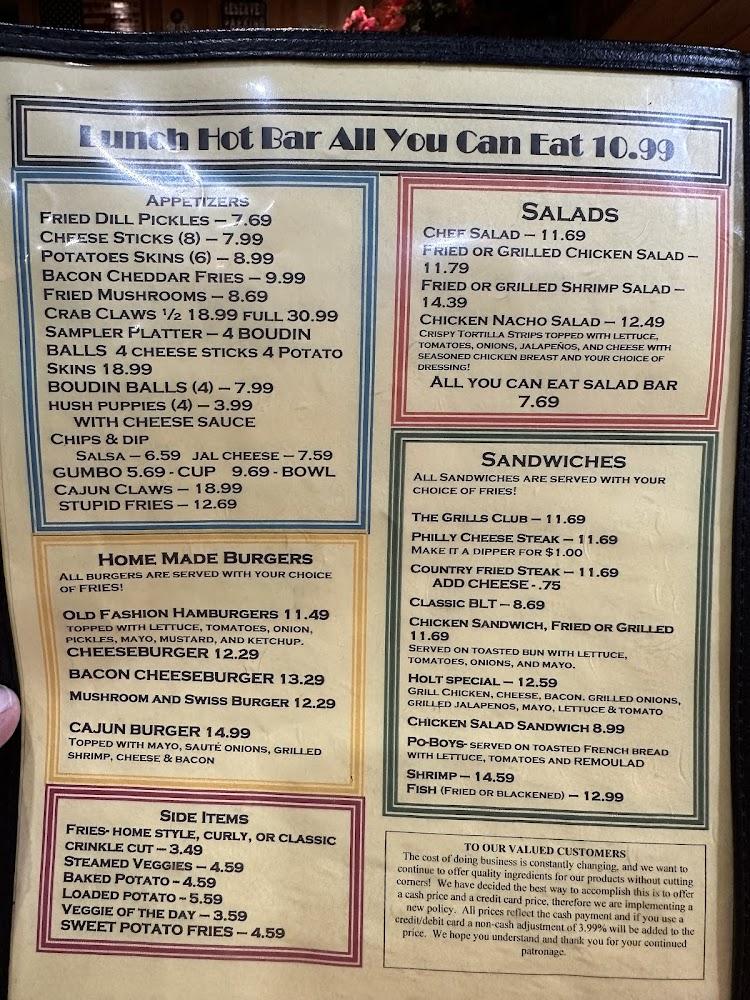 RESERVE
PARKING
Lunch Hot Bar All You Can Eat 10.99
APPETIZERS
FRIED DILL PICKLES – 7.69
CHEESE STICKS (8) – 7.99
POTATOES SKINS (6) – 8.99
BACON CHEDDAR FRIES – 9.99
FRIED MUSHROOMS – 8.69
CRAB CLAWS ½ 18.99 FULL 30.99
SAMPLER PLATTER – 4 BOUDIN
BALLS 4 CHEESE STICKS 4 POTATO
SKINS 18.99
BOUDIN BALLS (4) – 7.99
HUSH PUPPIES (4) – 3.99
WITH CHEESE SAUCE
CHIPS & DIP
SALSA – 6.59 JAL CHEESE – 7.59
GUMBO 5.69 - CUP 9.69 - BOWL
CAJUN CLAWS – 18.99
STUPID FRIES – 12.69
HOME MADE BURGERS
ALL BURGERS ARE SERVED WITH YOUR CHOICE
OF FRIES!
OLD FASHION HAMBURGERS 11.49
TOPPED WITH LETTUCE, TOMATOES, ONION,
PICKLES, MAYO, MUSTARD, AND KETCHUP.
CHEESEBURGER 12.29
BACON CHEESEBURGER 13.29
MUSHROOM AND SWISS BURGER 12.29
CAJUN BURGER 14.99
TOPPED WITH MAYO, SAUTÉ ONIONS, GRILLED
SHRIMP, CHEESE & BACON
SIDE ITEMS
FRIES- HOME STYLE, CURLY, OR CLASSIC
CRINKLE CUT – 3.49
STEAMED VEGGIES – 4.59
BAKED POTATO – 4.59
LOADED POTATO - 5.59
VEGGIE OF THE DAY – 3.59
SWEET POTATO FRIES – 4.59
SALADS
CHEF SALAD – 11.69
FRIED OR GRILLED CHICKEN SALAD –
11.79
FRIED OR GRILLED SHRIMP SALAD –
14.39
CHICKEN NACHO SALAD – 12.49
CRISPY TORTILLA STRIPS TOPPED WITH LETTUCE,
TOMATOES, ONIONS, JALAPEÑOS, AND CHEESE WITH
SEASONED CHICKEN BREAST AND YOUR CHOICE OF
DRESSING!
ALL YOU CAN EAT SALAD BAR
7.69
SANDWICHES
ALL SANDWICHES ARE SERVED WITH YOUR
CHOICE OF FRIES!
THE GRILLS CLUB – 11.69
PHILLY CHEESE STEAK – 11.69
MAKE IT A DIPPER FOR $1.00
COUNTRY FRIED STEAK – 11.69
ADD CHEESE - .75
CLASSIC BLT – 8.69
CHICKEN SANDWICH, FRIED OR GRILLED
11.69
SERVED ON TOASTED BUN WITH LETTUCE,
TOMATOES, ONIONS, AND MAYO.
HOLT SPECIAL – 12.59
GRILL CHICKEN, CHEESE, BACON. GRILLED ONIONS,
GRILLED JALAPENOS, MAYO, LETTUCE & TOMATO
CHICKEN SALAD SANDWICH 8.99
PO-BOYS- SERVED ON TOASTED FRENCH BREAD
WITH LETTUCE, TOMATOES AND REMOULAD
SHRIMP – 14.59
FISH (FRIED OR BLACKENED) – 12.99
TO OUR VALUED CUSTOMERS
The cost of doing business is constantly changing, and we want to
continue to offer quality ingredients for our products without cutting
corners! We have decided the best way to accomplish this is to offer
a cash price and a credit card price, therefore we are implementing a
new policy. All prices reflect the cash payment and if you use a
credit/debit card a non-cash adjustment of 3.99% will be added to the
price. We hope you understand and thank you for your continued
patronage.